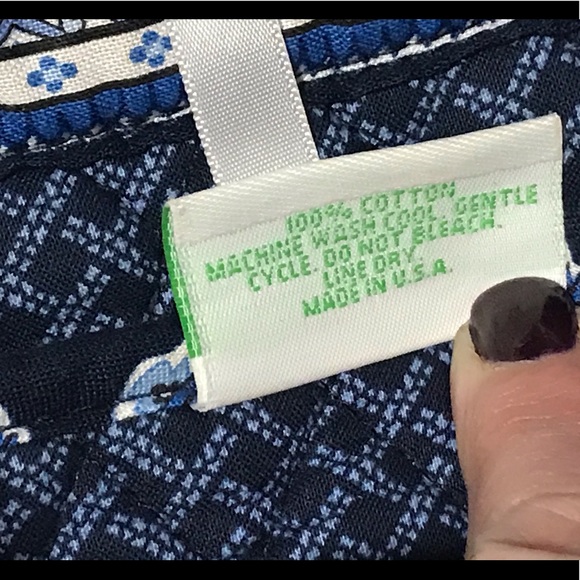 100% COTTON
MACHINE WASH COOL, GENTLE
CYCLE. DO NOT BLEACH.
LINE DRY.
MADE IN U.S.A.